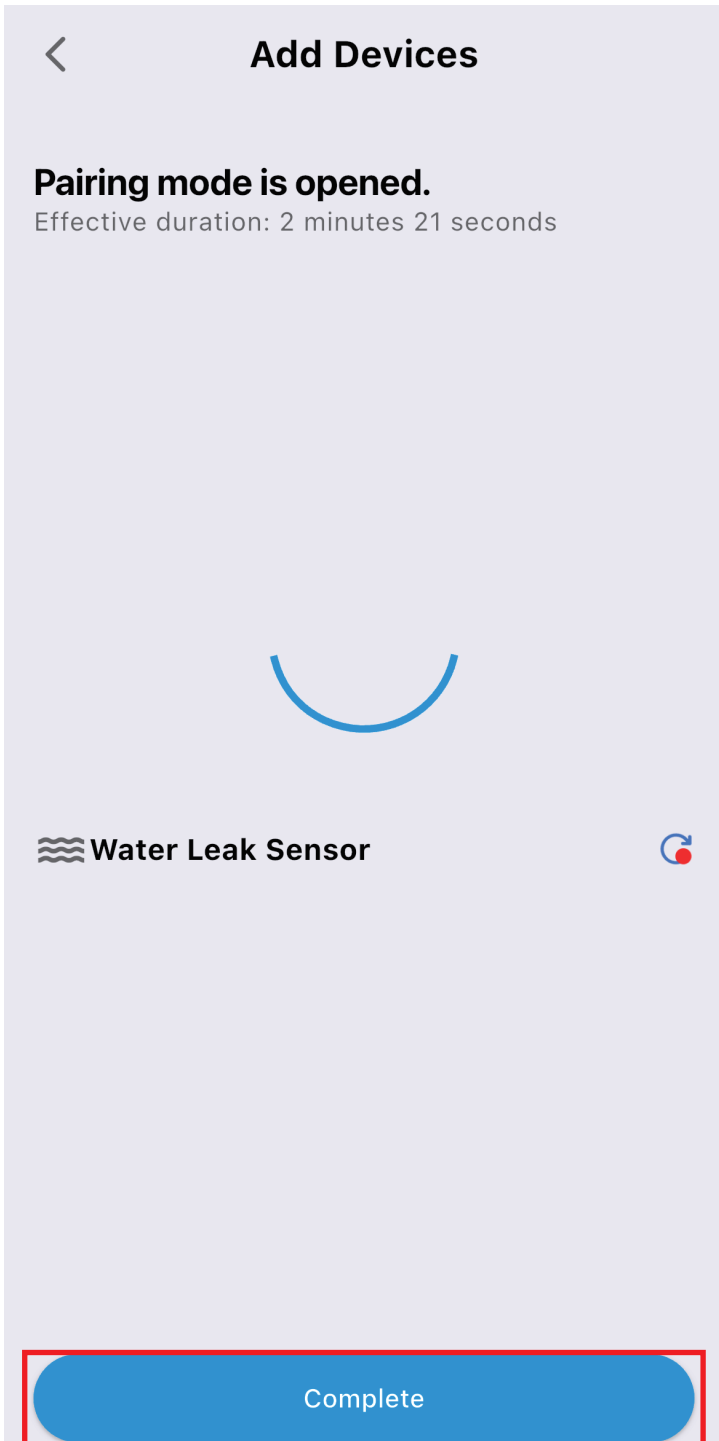 Add Devices
Pairing mode is opened.
Effective duration: 2 minutes 21 seconds
Water Leak Sensor
Complete